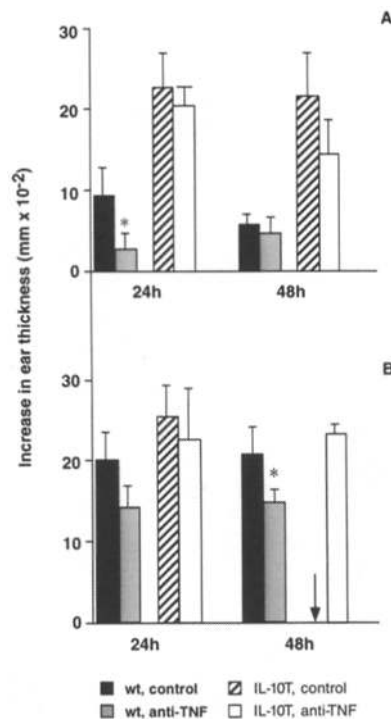 A
Increase in ear thickness (mm x 10-2)
30
20
10
0
*
24h
48h
B
30
20
10
0
*
24h
48h
wt, control
IL-10T, control
wt, anti-TNF
IL-10T, anti-TNF